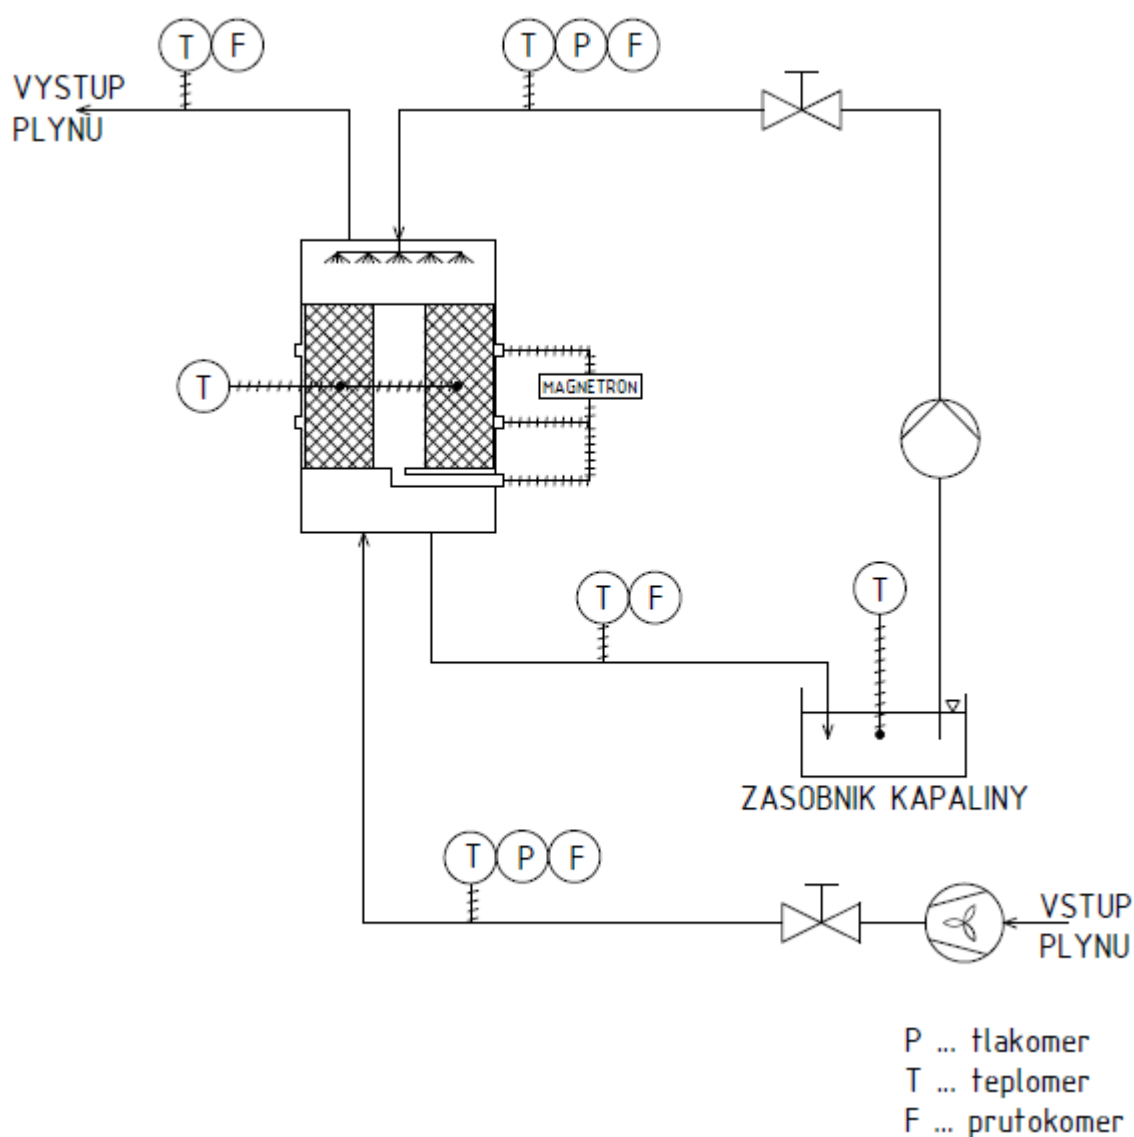 T F
T P F
VYSTUP
PLYNU
T
MAGNETRON
T F
T
ZASOBNIK KAPALINY
T P F
VSTUP
PLYNU
P ... tlakomer
T ... teplomer
F ... prutokomer